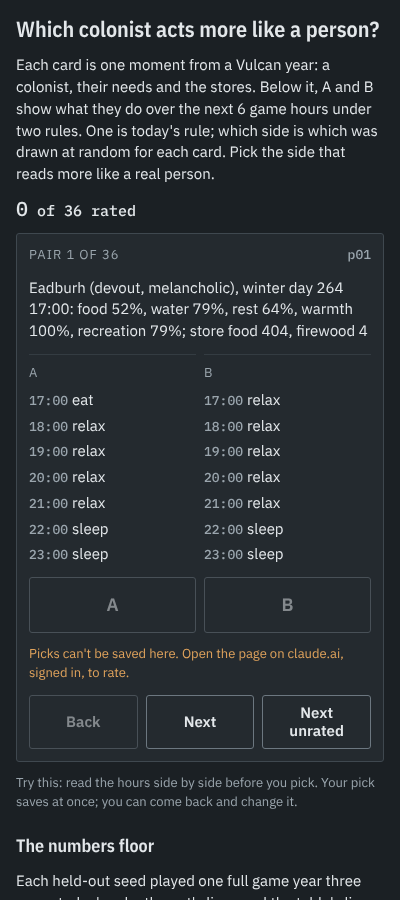 Which colonist acts more like a person?
Each card is one moment from a Vulcan year: a
colonist, their needs and the stores. Below it, A and B
show what they do over the next 6 game hours under
two rules. One is today's rule; which side is which was
drawn at random for each card. Pick the side that
reads more like a real person.
0 of 36 rated
PAIR 1 OF 36 p01
Eadburh (devout, melancholic), winter day 264
17:00: food 52%, water 79%, rest 64%, warmth
100%, recreation 79%; store food 404, firewood 4
A
17:00 eat
18:00 relax
19:00 relax
20:00 relax
21:00 relax
22:00 sleep
23:00 sleep
B
17:00 relax
18:00 relax
19:00 relax
20:00 relax
21:00 relax
22:00 sleep
23:00 sleep
A B
Picks can't be saved here. Open the page on claude.ai,
signed in, to rate.
Back Next Next
unrated
Try this: read the hours side by side before you pick. Your pick
saves at once; you can come back and change it.
The numbers floor
Each held-out seed played one full game year three